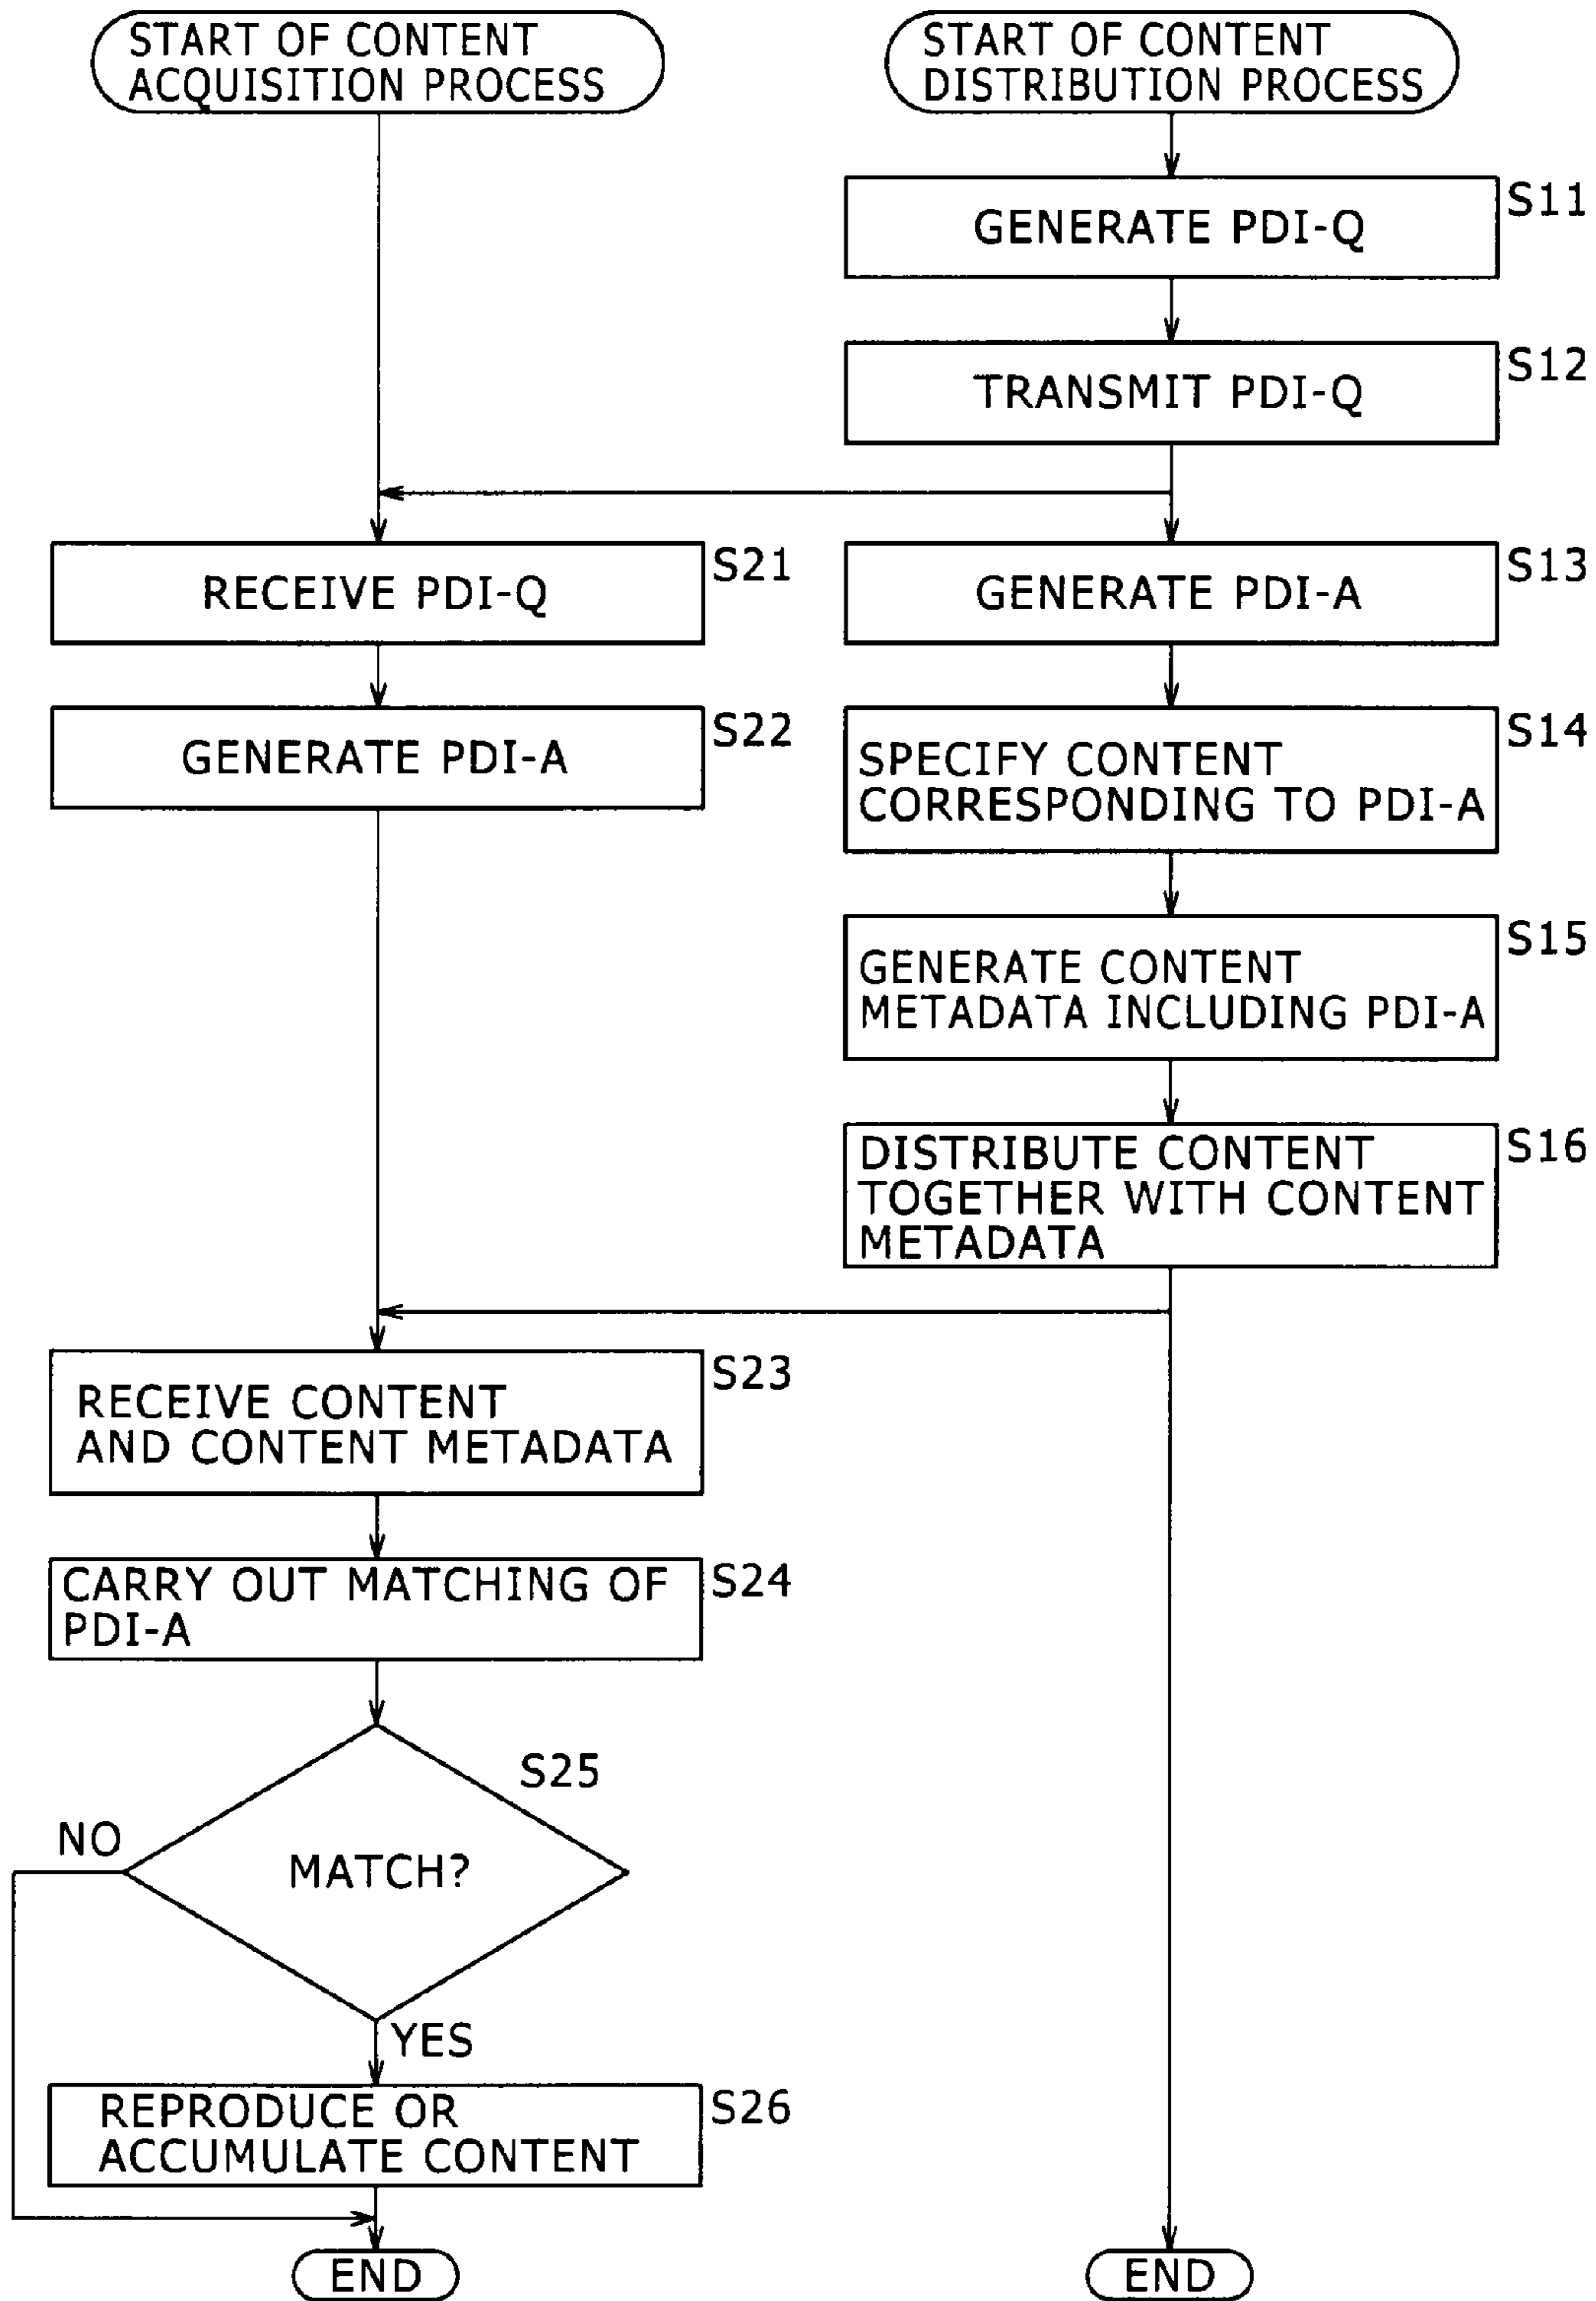 START OF CONTENT
ACQUISITION PROCESS
START OF CONTENT
DISTRIBUTION PROCESS
S11
GENERATE PDI-Q
S12
TRANSMIT PDI-Q
S21
RECEIVE PDI-Q
S13
GENERATE PDI-A
S22
GENERATE PDI-A
S14
SPECIFY CONTENT
CORRESPONDING TO PDI-A
S15
GENERATE CONTENT
METADATA INCLUDING PDI-A
S16
DISTRIBUTE CONTENT
TOGETHER WITH CONTENT
METADATA
S23
RECEIVE CONTENT
AND CONTENT METADATA
S24
CARRY OUT MATCHING OF
PDI-A
S25
NO
MATCH?
YES
S26
REPRODUCE OR
ACCUMULATE CONTENT
END
END